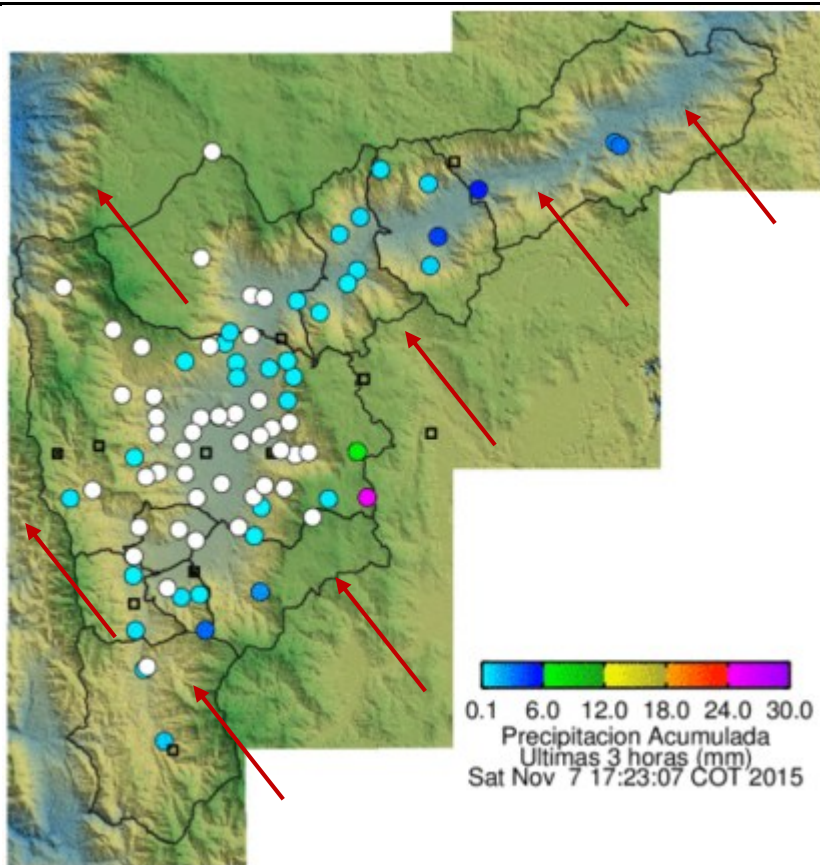 0.1 6.0 12.0 18.0 24.0 30.0
Precipitacion Acumulada
Ultimas 3 horas (mm)
Sat Nov 7 17:23:07 COT 2015